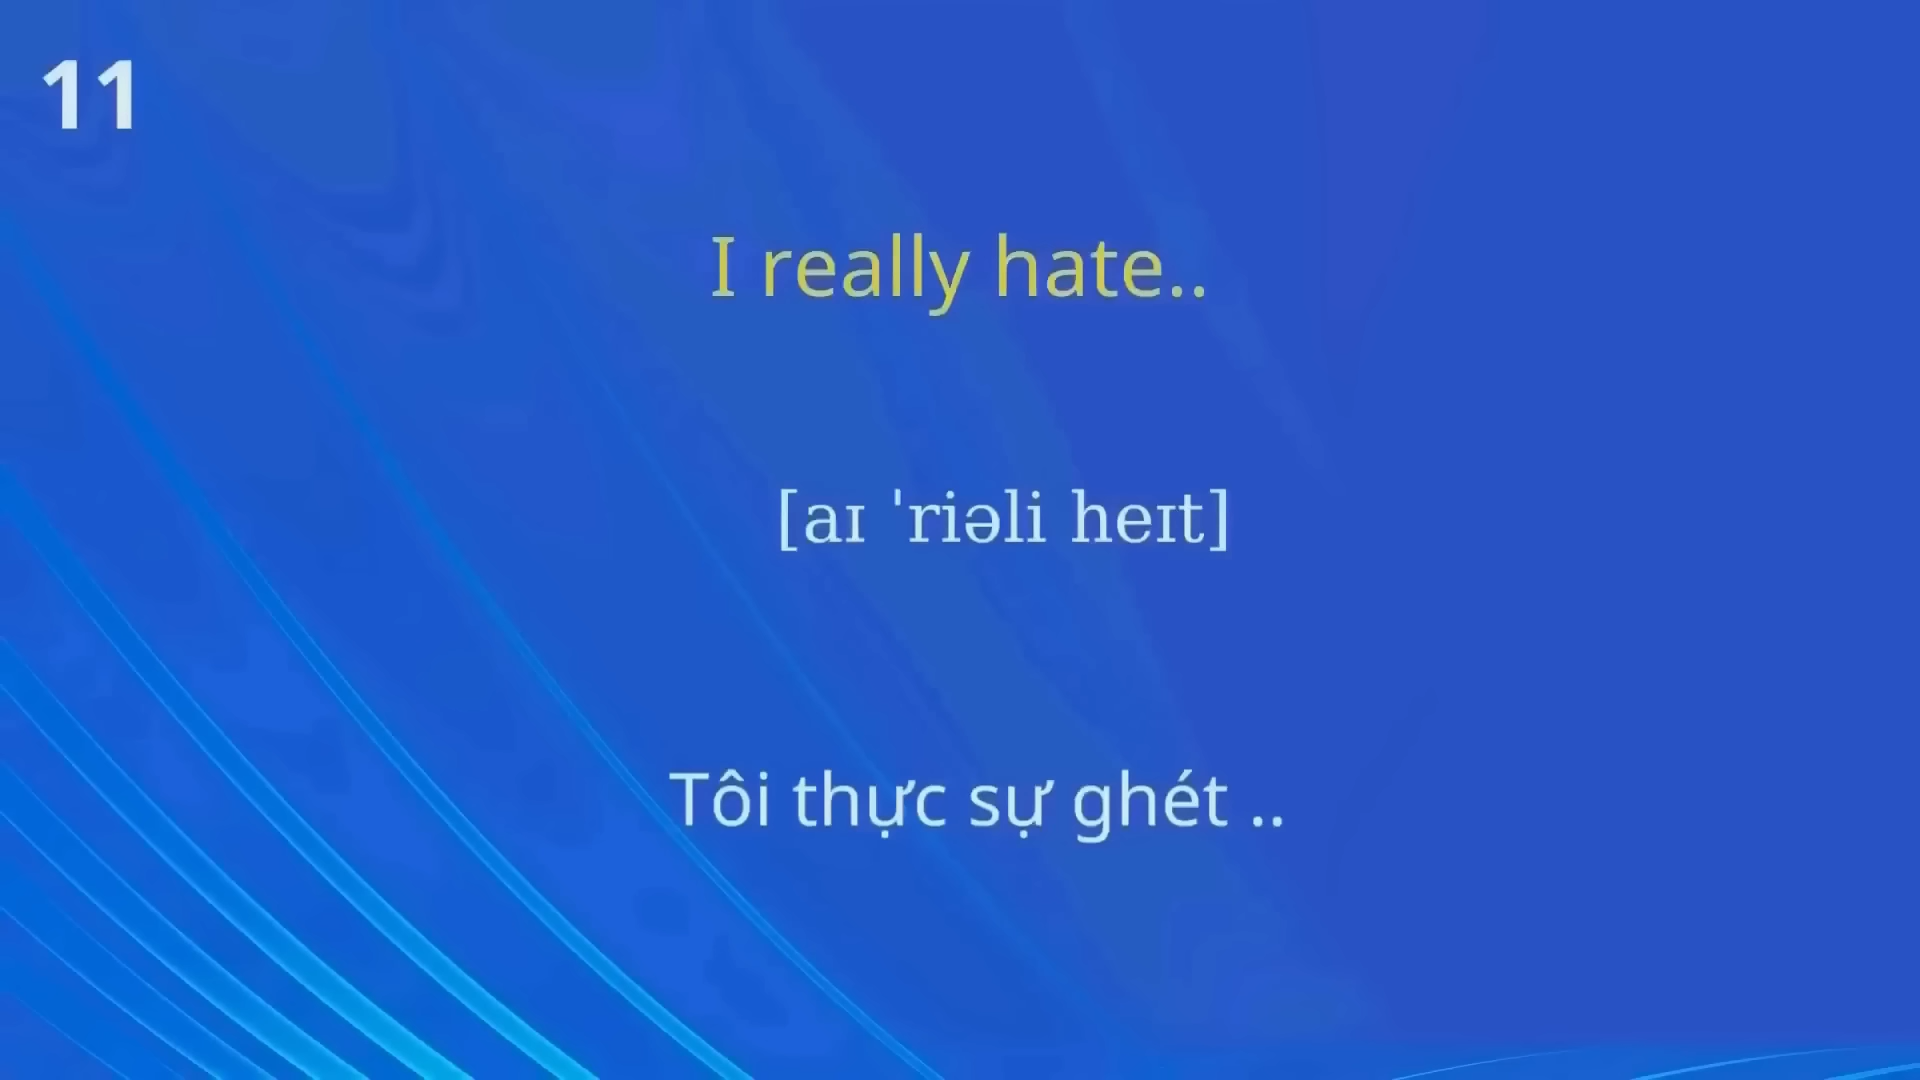 11
I really hate..
[aɪ ˈriəli heɪt]
Tôi thực sự ghét ..